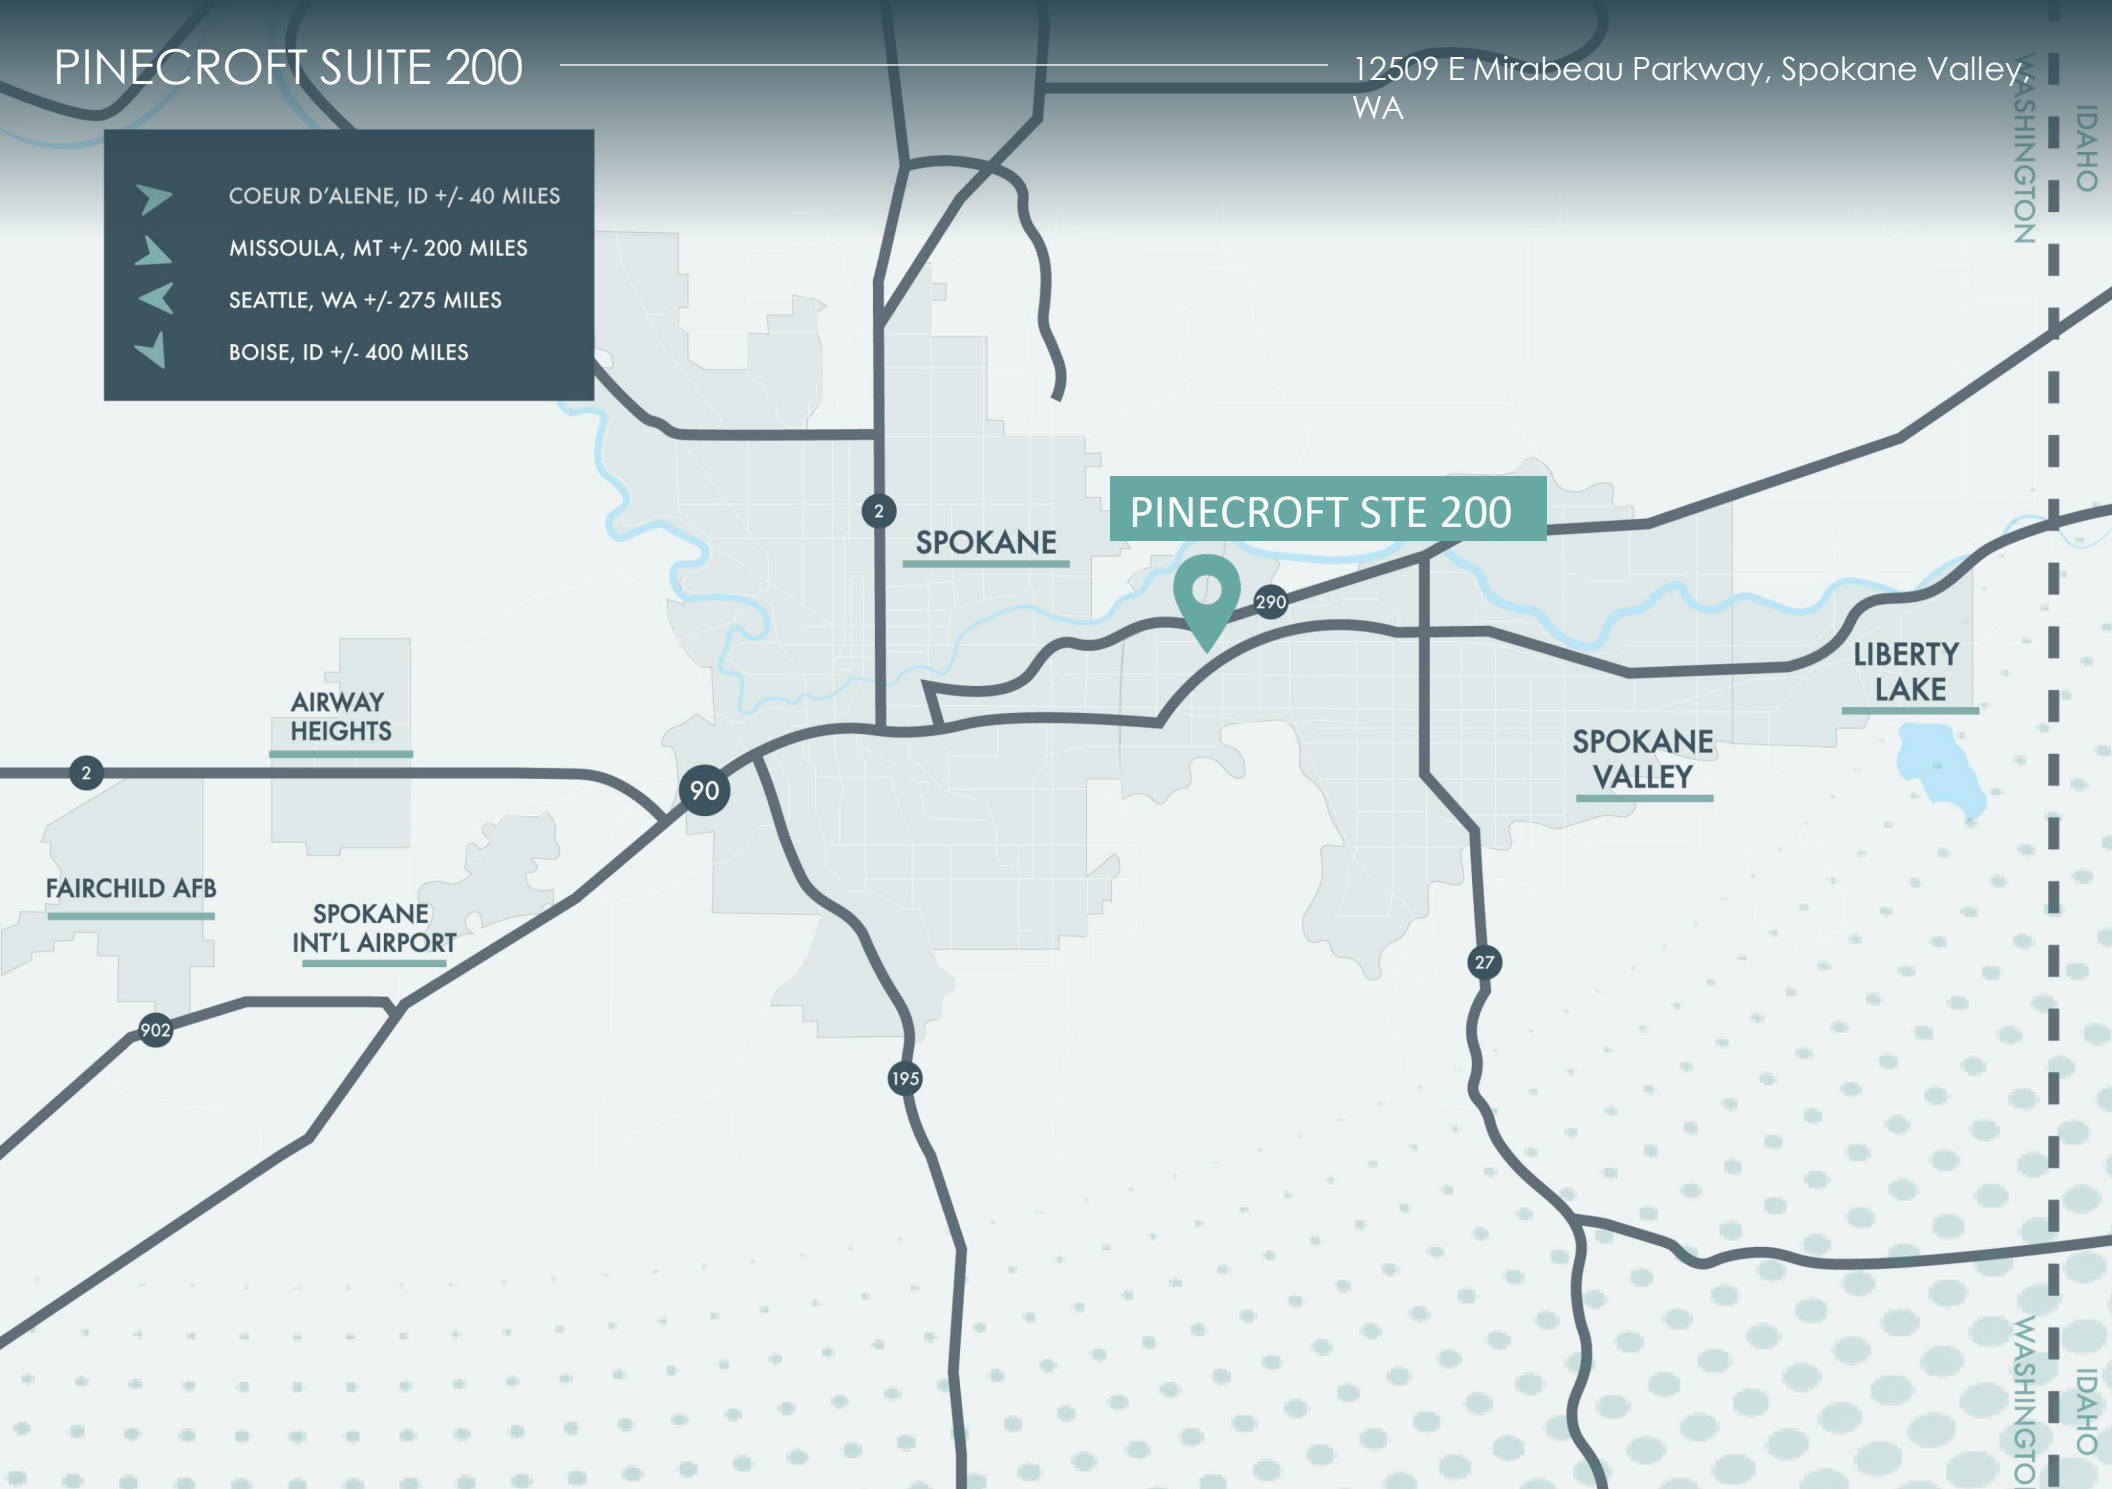 PINECROFT SUITE 200
12509 E Mirabeau Parkway, Spokane Valley,
WA
WASHINGTON
IDAHO
COEUR D'ALENE, ID +/- 40 MILES
MISSOULA, MT +/- 200 MILES
SEATTLE, WA +/- 275 MILES
BOISE, ID +/- 400 MILES
2
SPOKANE
PINECROFT STE 200
290
LIBERTY
LAKE
AIRWAY
HEIGHTS
SPOKANE
VALLEY
2
90
FAIRCHILD AFB
SPOKANE
INT'L AIRPORT
27
902
195
WASHINGTO
IDAHO